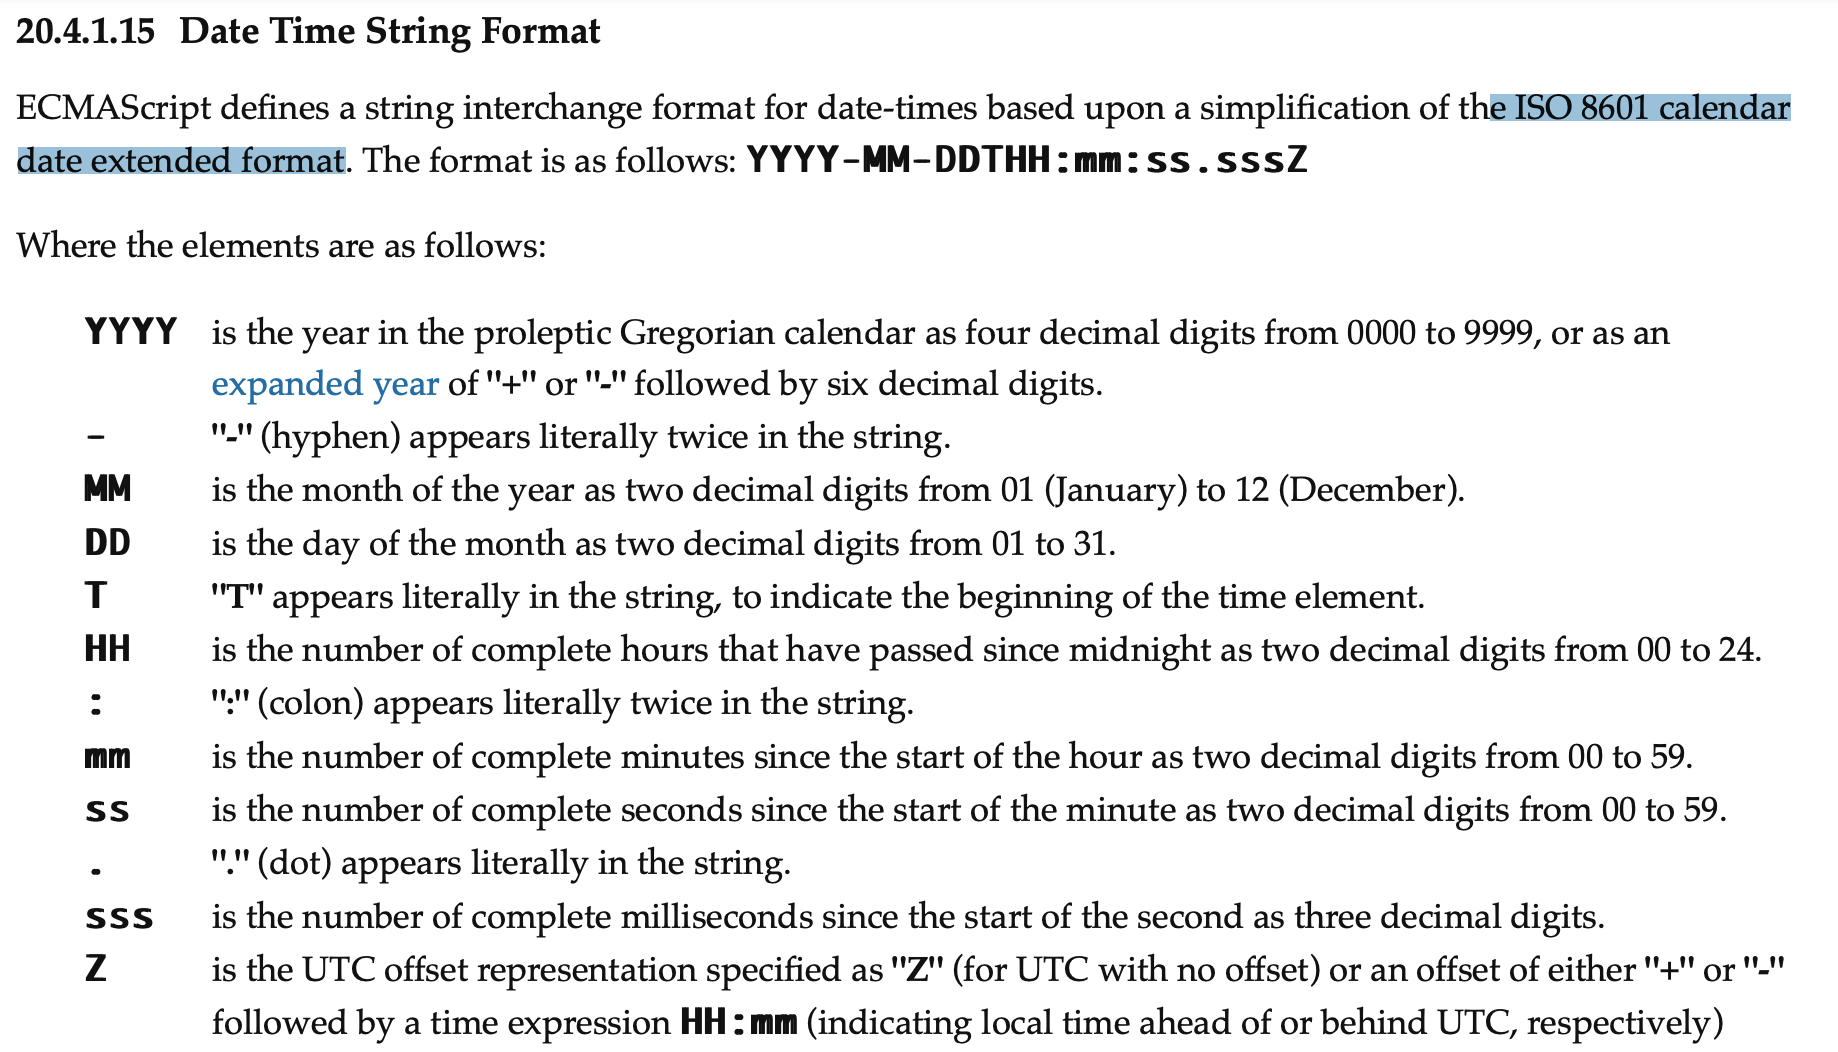 20.4.1.15 Date Time String Format
ECMAScript defines a string interchange format for date-times based upon a simplification of the ISO 8601 calendar
date extended format. The format is as follows: YYYY-MM-DDTHH:mm:ss.sssZ
Where the elements are as follows:
YYYY is the year in the proleptic Gregorian calendar as four decimal digits from 0000 to 9999, or as an
expanded year of "+" or "-" followed by six decimal digits.
- "-" (hyphen) appears literally twice in the string.
MM is the month of the year as two decimal digits from 01 (January) to 12 (December).
DD is the day of the month as two decimal digits from 01 to 31.
T "T" appears literally in the string, to indicate the beginning of the time element.
HH is the number of complete hours that have passed since midnight as two decimal digits from 00 to 24.
: ":" (colon) appears literally twice in the string.
mm is the number of complete minutes since the start of the hour as two decimal digits from 00 to 59.
ss is the number of complete seconds since the start of the minute as two decimal digits from 00 to 59.
. "." (dot) appears literally in the string.
sss is the number of complete milliseconds since the start of the second as three decimal digits.
Z is the UTC offset representation specified as "Z" (for UTC with no offset) or an offset of either "+" or "-"
followed by a time expression HH:mm (indicating local time ahead of or behind UTC, respectively)